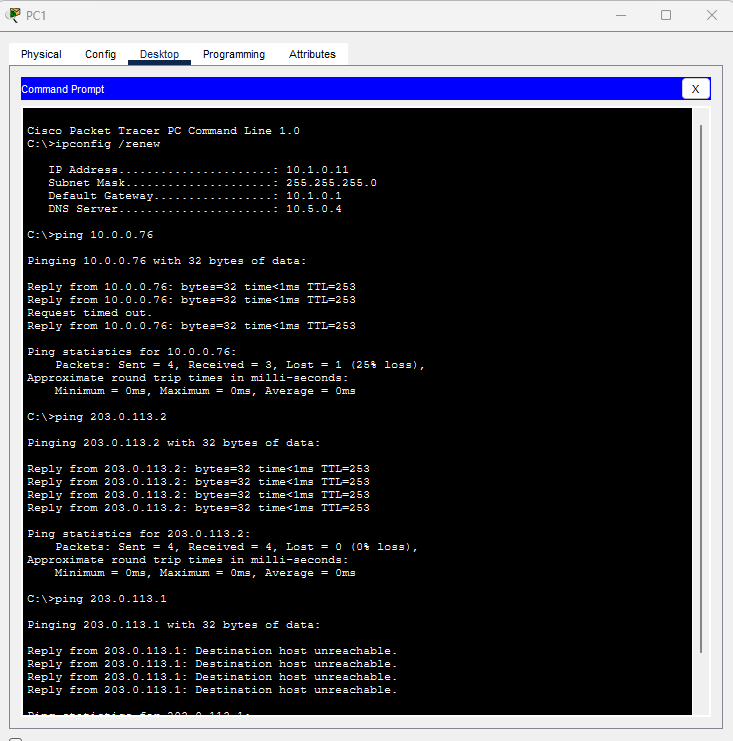 PC1
Physical Config Desktop Programming Attributes
Command Prompt X
Cisco Packet Tracer PC Command Line 1.0
C:\>ipconfig /renew
IP Address......................: 10.1.0.11
Subnet Mask.....................: 255.255.255.0
Default Gateway.................: 10.1.0.1
DNS Server......................: 10.5.0.4
C:\>ping 10.0.0.76
Pinging 10.0.0.76 with 32 bytes of data:
Reply from 10.0.0.76: bytes=32 time<1ms TTL=253
Reply from 10.0.0.76: bytes=32 time<1ms TTL=253
Request timed out.
Reply from 10.0.0.76: bytes=32 time<1ms TTL=253
Ping statistics for 10.0.0.76:
Packets: Sent = 4, Received = 3, Lost = 1 (25% loss),
Approximate round trip times in milli-seconds:
Minimum = 0ms, Maximum = 0ms, Average = 0ms
C:\>ping 203.0.113.2
Pinging 203.0.113.2 with 32 bytes of data:
Reply from 203.0.113.2: bytes=32 time<1ms TTL=253
Reply from 203.0.113.2: bytes=32 time<1ms TTL=253
Reply from 203.0.113.2: bytes=32 time<1ms TTL=253
Reply from 203.0.113.2: bytes=32 time<1ms TTL=253
Ping statistics for 203.0.113.2:
Packets: Sent = 4, Received = 4, Lost = 0 (0% loss),
Approximate round trip times in milli-seconds:
Minimum = 0ms, Maximum = 0ms, Average = 0ms
C:\>ping 203.0.113.1
Pinging 203.0.113.1 with 32 bytes of data:
Reply from 203.0.113.1: Destination host unreachable.
Reply from 203.0.113.1: Destination host unreachable.
Reply from 203.0.113.1: Destination host unreachable.
Reply from 203.0.113.1: Destination host unreachable.
Ping statistics for 203.0.113.1: